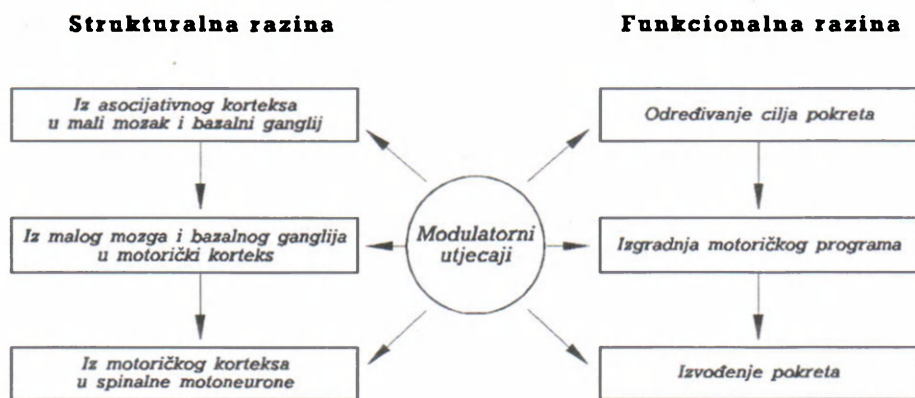 Strukturalna razina
Funkcionalna razina
Iz asocijativnog korteksa
u mali mozak i bazalni ganglij
Određivanje cilja pokreta
Iz malog mozga i bazalnog ganglija
u motorički korteks
Modulatorni
utjecaji
Izgradnja motoričkog programa
Iz motoričkog korteksa
u spinalne motoneurone
Izvođenje pokreta